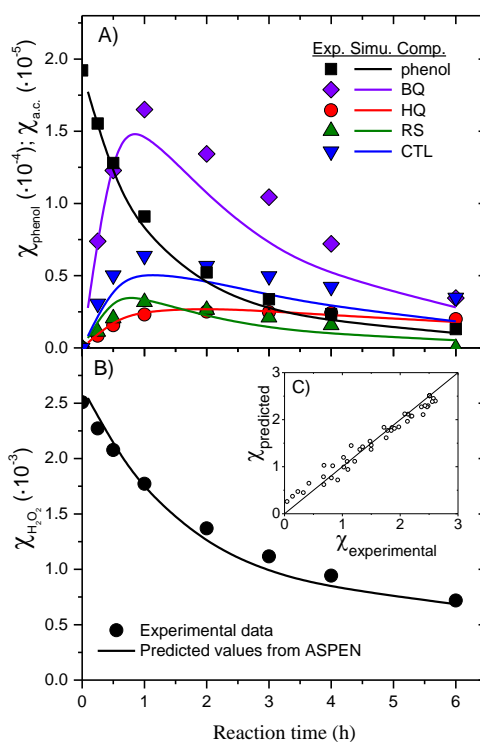 A)
Exp. Simu. Comp.
phenol
BQ
HQ
RS
CTL
χphenol (·10-4); χa.c. (·10-5)
2.0
1.5
1.0
0.5
0.0
B)
C)
χpredicted
3
2
1
0
0 1 2 3
χexperimental
χH2O2 (·10-3)
2.5
2.0
1.5
1.0
0.5
0.0
Experimental data
Predicted values from ASPEN
0 1 2 3 4 5 6
Reaction time (h)